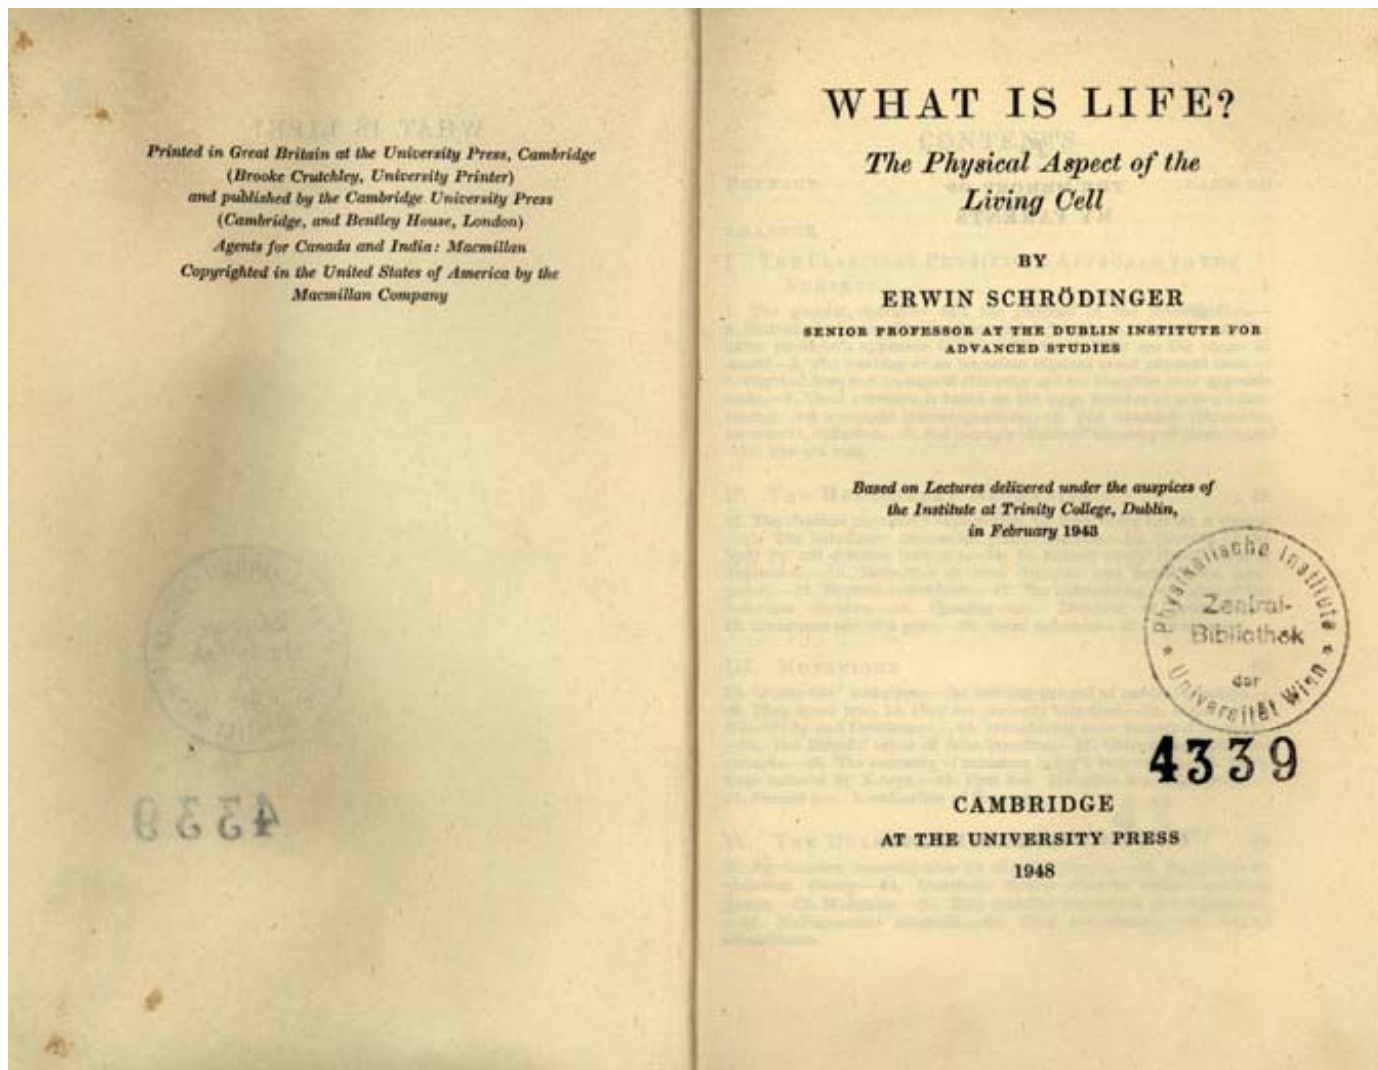 Printed in Great Britain at the University Press, Cambridge
(Brooke Crutchley, University Printer)
and published by the Cambridge University Press
(Cambridge, and Bentley House, London)
Agents for Canada and India: Macmillan
Copyrighted in the United States of America by the
Macmillan Company
WHAT IS LIFE?
The Physical Aspect of the
Living Cell
BY
ERWIN SCHRÖDINGER
SENIOR PROFESSOR AT THE DUBLIN INSTITUTE FOR
ADVANCED STUDIES
Based on Lectures delivered under the auspices of
the Institute at Trinity College, Dublin,
in February 1943
Physikalische Institute
Zentral-
Bibliothek
der
Universität Wien
4339
CAMBRIDGE
AT THE UNIVERSITY PRESS
1948